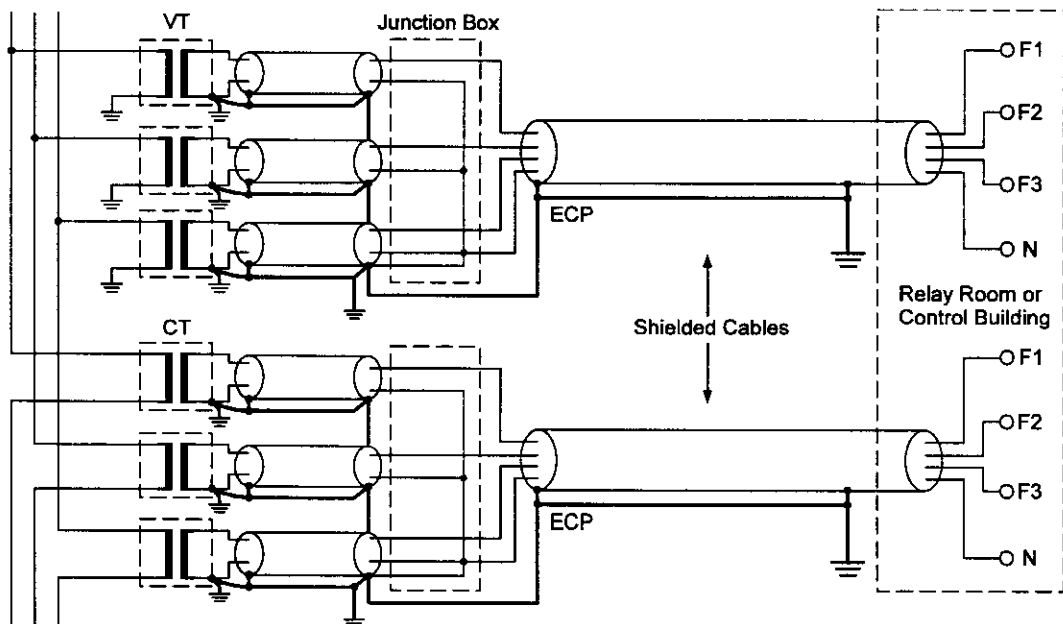 VT
Junction Box
F1
F2
F3
N
ECP
Shielded Cables
Relay Room or
Control Building
CT
F1
F2
F3
N
ECP